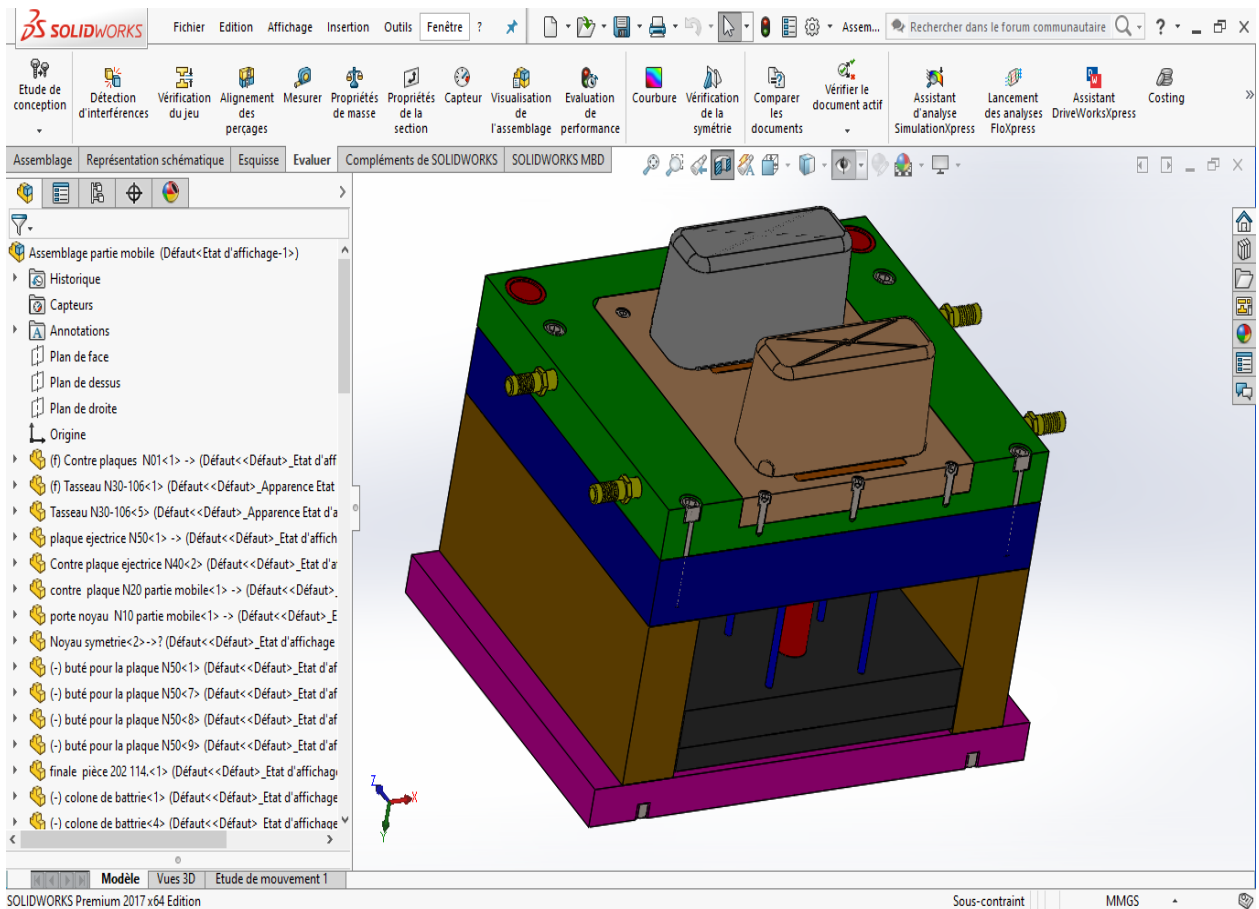 SOLIDWORKS
Fichier Edition Affichage Insertion Outils Fenêtre ?
Assem...
Rechercher dans le forum communautaire
?
Etude de conception
Détection d'interférences
Vérification du jeu
Alignement des perçages
Mesurer
Propriétés de masse
Propriétés de la section
Capteur
Visualisation de l'assemblage
Evaluation de performance
Courbure
Vérification de la symétrie
Comparer les documents
Vérifier le document actif
Assistant d'analyse SimulationXpress
Lancement des analyses FloXpress
Assistant DriveWorksXpress
Costing
Assemblage Représentation schématique Esquisse Evaluer Compléments de SOLIDWORKS SOLIDWORKS MBD
Assemblage partie mobile (Défaut<Etat d'affichage-1>)
Historique
Capteurs
Annotations
Plan de face
Plan de dessus
Plan de droite
Origine
(f) Contre plaques N01<1> -> (Défaut<<Défaut>_Etat d'aff
(f) Tasseau N30-106<1> (Défaut<<Défaut>_Apparence Etat
Tasseau N30-106<5> (Défaut<<Défaut>_Apparence Etat d'a
plaque ejectrice N50<1> -> (Défaut<<Défaut>_Etat d'affich
Contre plaque ejectrice N40<2> (Défaut<<Défaut>_Etat d'a
contre plaque N20 partie mobile<1> -> (Défaut<<Défaut>_
porte noyau N10 partie mobile<1> -> (Défaut<<Défaut>_E
Noyau symetrie<2>->? (Défaut<<Défaut>_Etat d'affichage
(-) buté pour la plaque N50<1> (Défaut<<Défaut>_Etat d'af
(-) buté pour la plaque N50<7> (Défaut<<Défaut>_Etat d'af
(-) buté pour la plaque N50<8> (Défaut<<Défaut>_Etat d'af
(-) buté pour la plaque N50<9> (Défaut<<Défaut>_Etat d'af
finale pièce 202 114.<1> (Défaut<<Défaut>_Etat d'affichag
(-) colone de battrie<1> (Défaut<<Défaut>_Etat d'affichage
(-) colone de battrie<4> (Défaut<<Défaut>_Etat d'affichage
Z
X
Y
Modèle Vues 3D Etude de mouvement 1
SOLIDWORKS Premium 2017 x64 Edition
Sous-contraint
MMGS